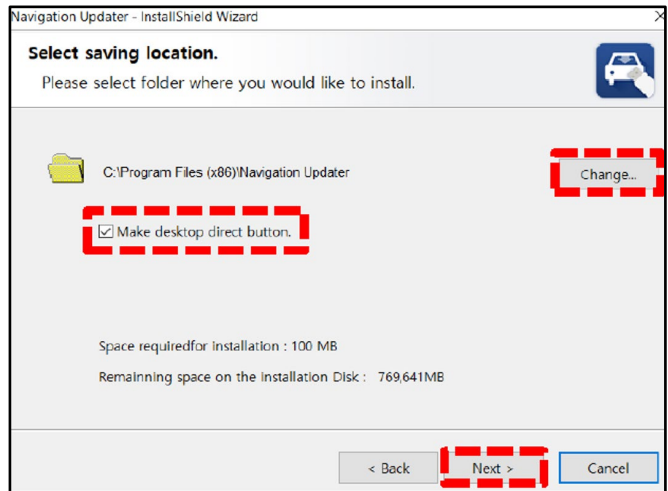 Navigation Updater - InstallShield Wizard
Select saving location.
Please select folder where you would like to install.
C:\Program Files (x86)\Navigation Updater
Change...
Make desktop direct button.
Space requiredfor installation : 100 MB
Remainning space on the Installation Disk : 769,641MB
< Back
Next >
Cancel